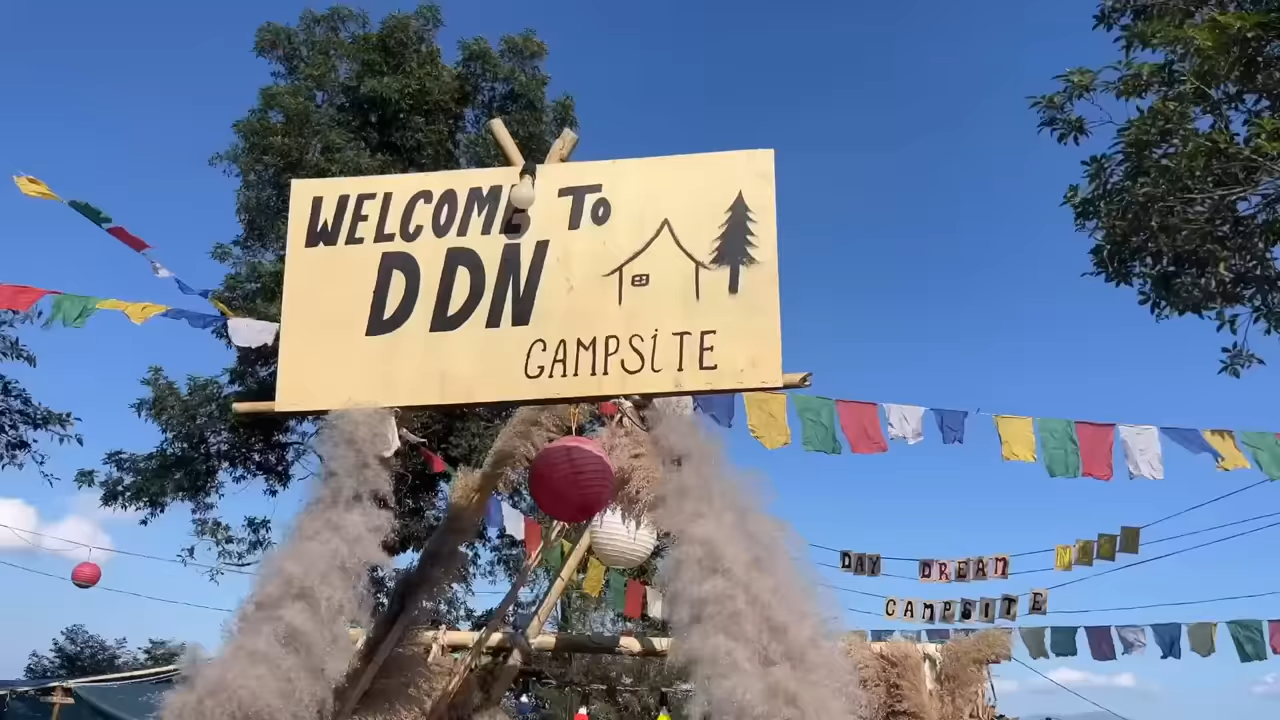 WELCOME To
DDN
CAMPSiTE
DAY DREAM
CAMPSITE